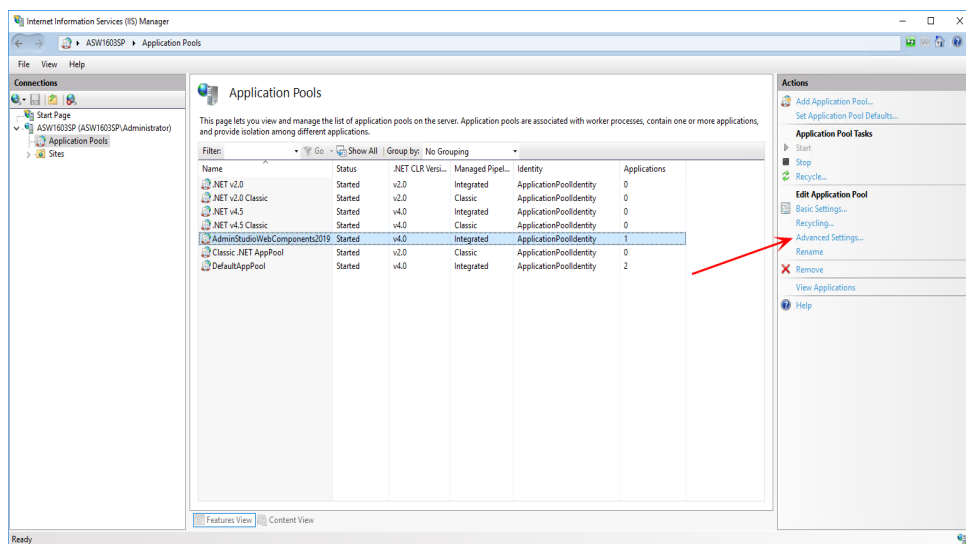 Internet Information Services (IIS) Manager
ASW1603SP
Application Pools
File View Help
Connections
Start Page
ASW1603SP (ASW1603SP\Administrator)
Application Pools
Sites
Application Pools
This page lets you view and manage the list of application pools on the server. Application pools are associated with worker processes, contain one or more applications,
and provide isolation among different applications.
Filter: Go Show All Group by: No Grouping
Name Status .NET CLR Versi... Managed Pipel... Identity Applications
.NET v2.0 Started v2.0 Integrated ApplicationPoolIdentity 0
.NET v2.0 Classic Started v2.0 Classic ApplicationPoolIdentity 0
.NET v4.5 Started v4.0 Integrated ApplicationPoolIdentity 0
.NET v4.5 Classic Started v4.0 Classic ApplicationPoolIdentity 0
AdminStudioWebComponents2019 Started v4.0 Integrated ApplicationPoolIdentity 1
Classic .NET AppPool Started v2.0 Classic ApplicationPoolIdentity 0
DefaultAppPool Started v4.0 Integrated ApplicationPoolIdentity 2
Features View Content View
Actions
Add Application Pool...
Set Application Pool Defaults...
Application Pool Tasks
Start
Stop
Recycle...
Edit Application Pool
Basic Settings...
Recycling...
Advanced Settings...
Rename
Remove
View Applications
Help
Ready